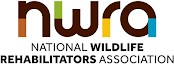 nwra
NATIONAL WILDLIFE
REHABILITATORS ASSOCIATION